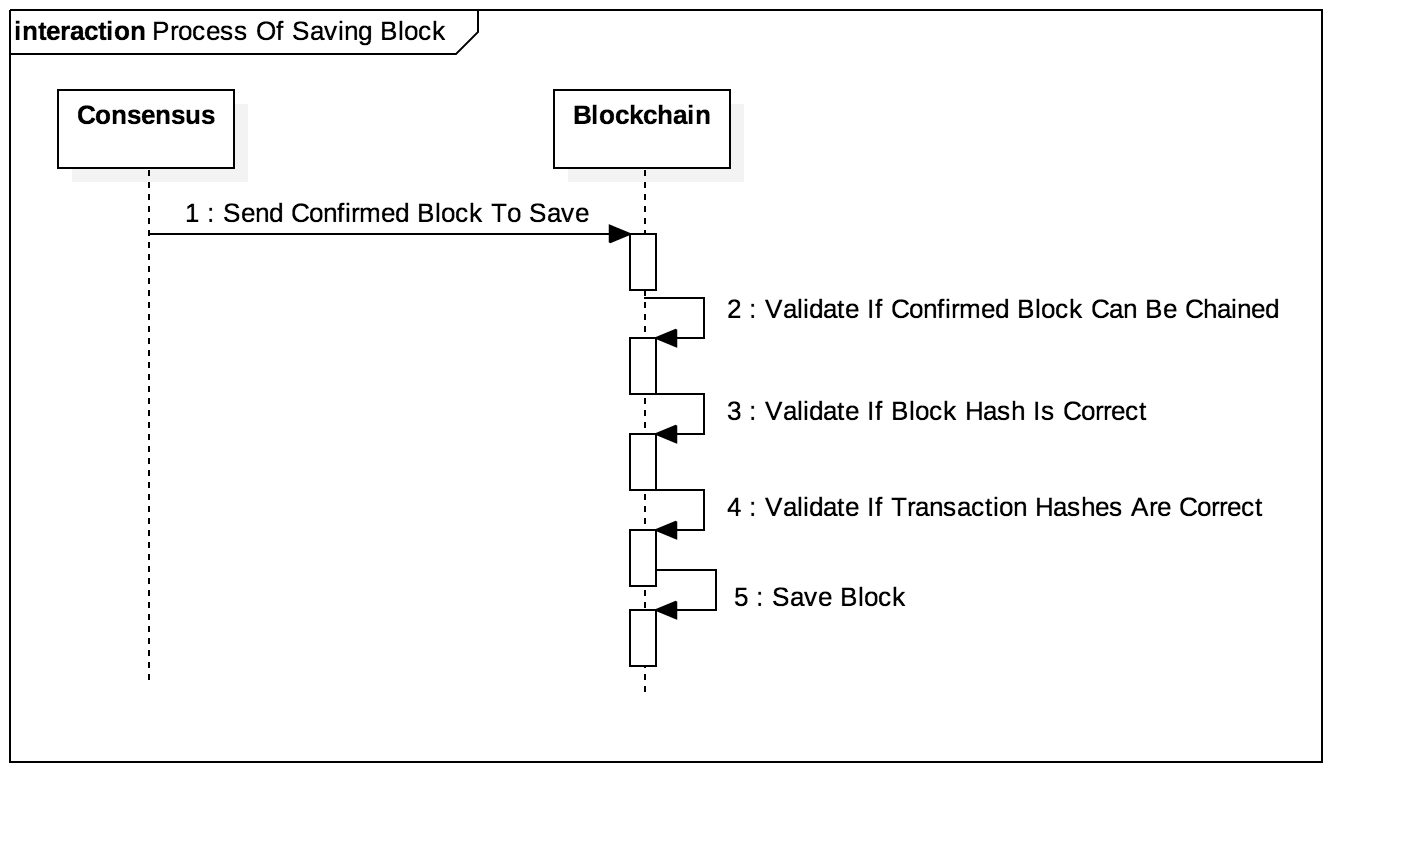 interaction Process Of Saving Block
Consensus
Blockchain
1 : Send Confirmed Block To Save
2 : Validate If Confirmed Block Can Be Chained
3 : Validate If Block Hash Is Correct
4 : Validate If Transaction Hashes Are Correct
5 : Save Block